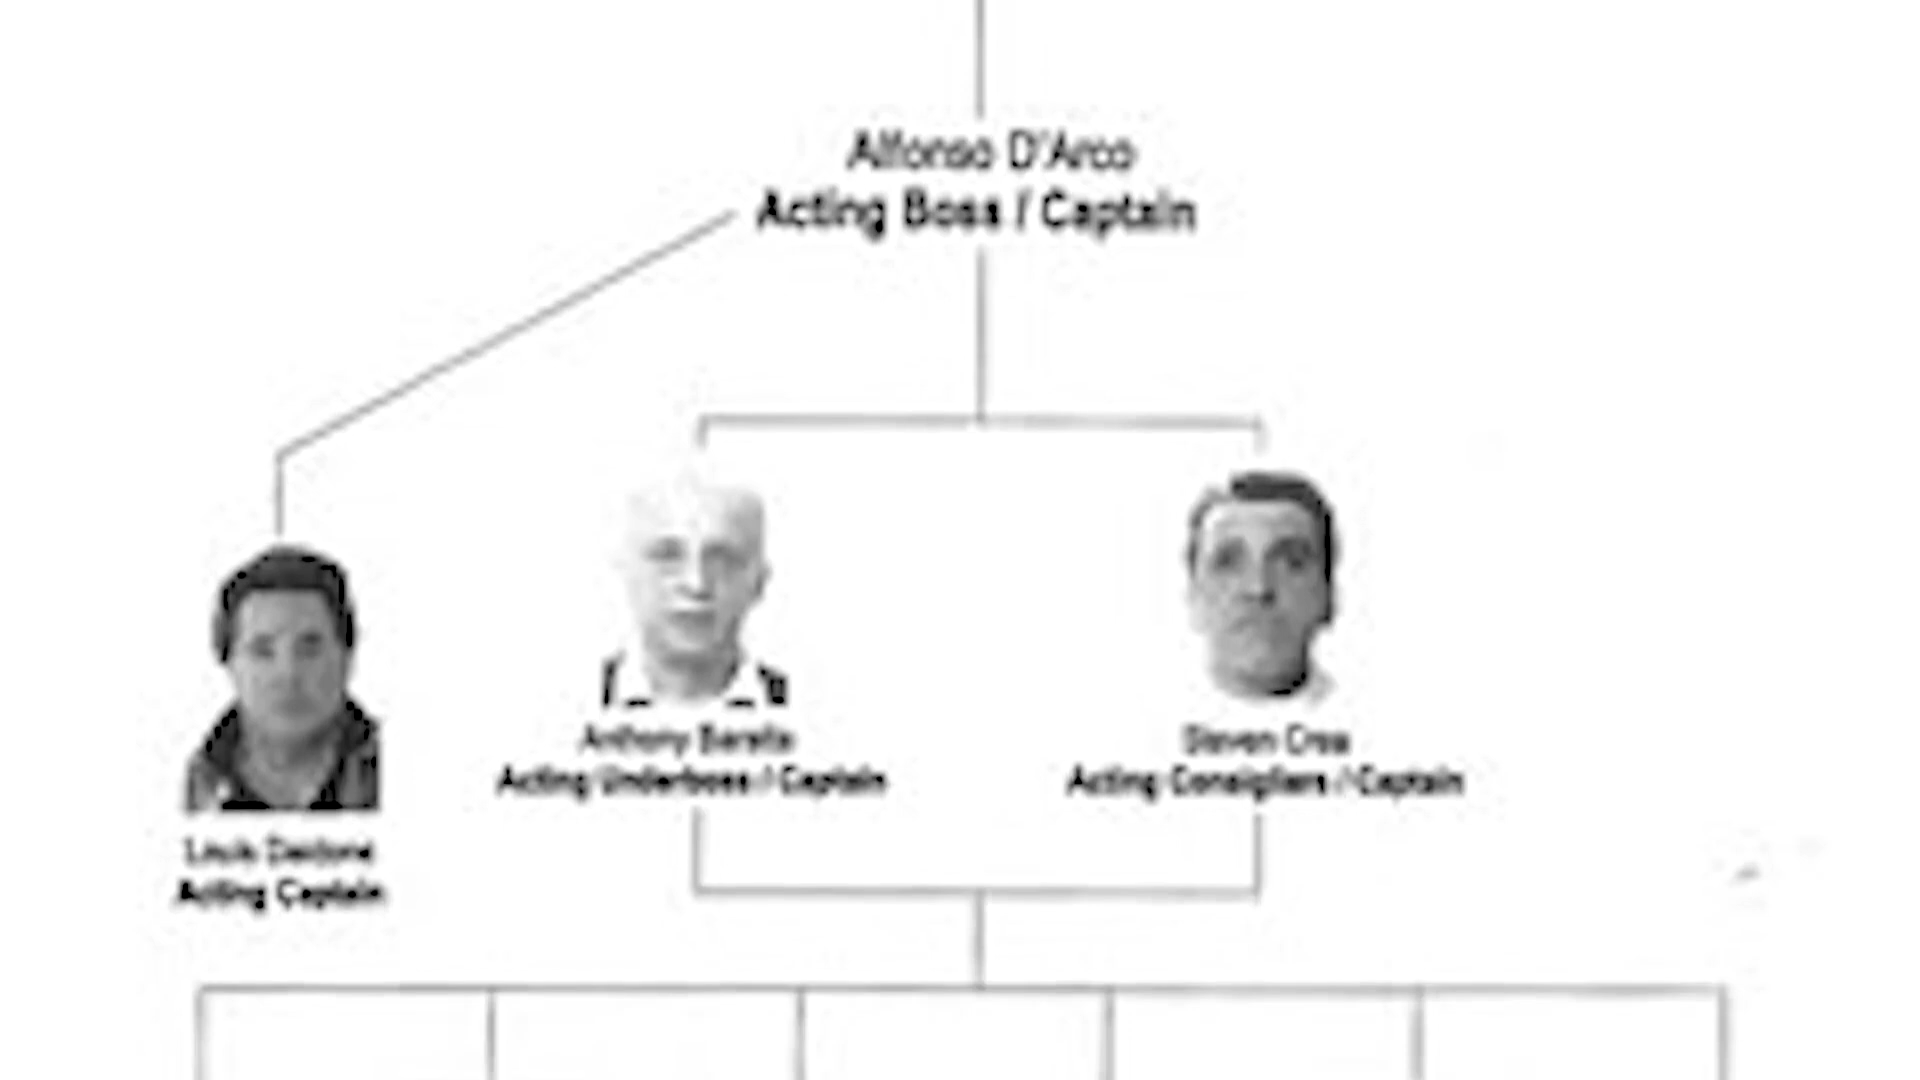 Alfonso D'Arco
Acting Boss / Captain
Anthony Baratta
Acting Underboss / Captain
Steven Crea
Acting Consigliere / Captain
Louis Daidone
Acting Captain